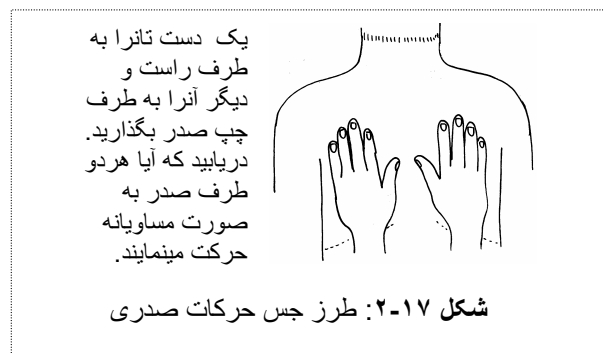 یک دست تانرا به
طرف راست و
دیگر آنرا به طرف
چپ صدر بگذارید.
دریابید که آیا هردو
طرف صدر به
صورت مساویانه
حرکت مینمایند.
شکل ۱۷-۲: طرز جس حرکات صدری